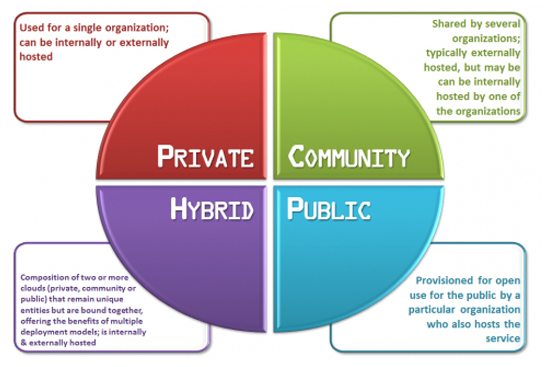 Used for a single organization;
can be internally or externally
hosted
Shared by several
organizations;
typically externally
hosted, but may be
can be internally
hosted by one of
the organizations
PRIVATE
COMMUNITY
HYBRID
PUBLIC
Composition of two or more
clouds (private, community or
public) that remain unique
entities but are bound together,
offering the benefits of multiple
deployment models; is internally
& externally hosted
Provisioned for open
use for the public by a
particular organization
who also hosts the
service